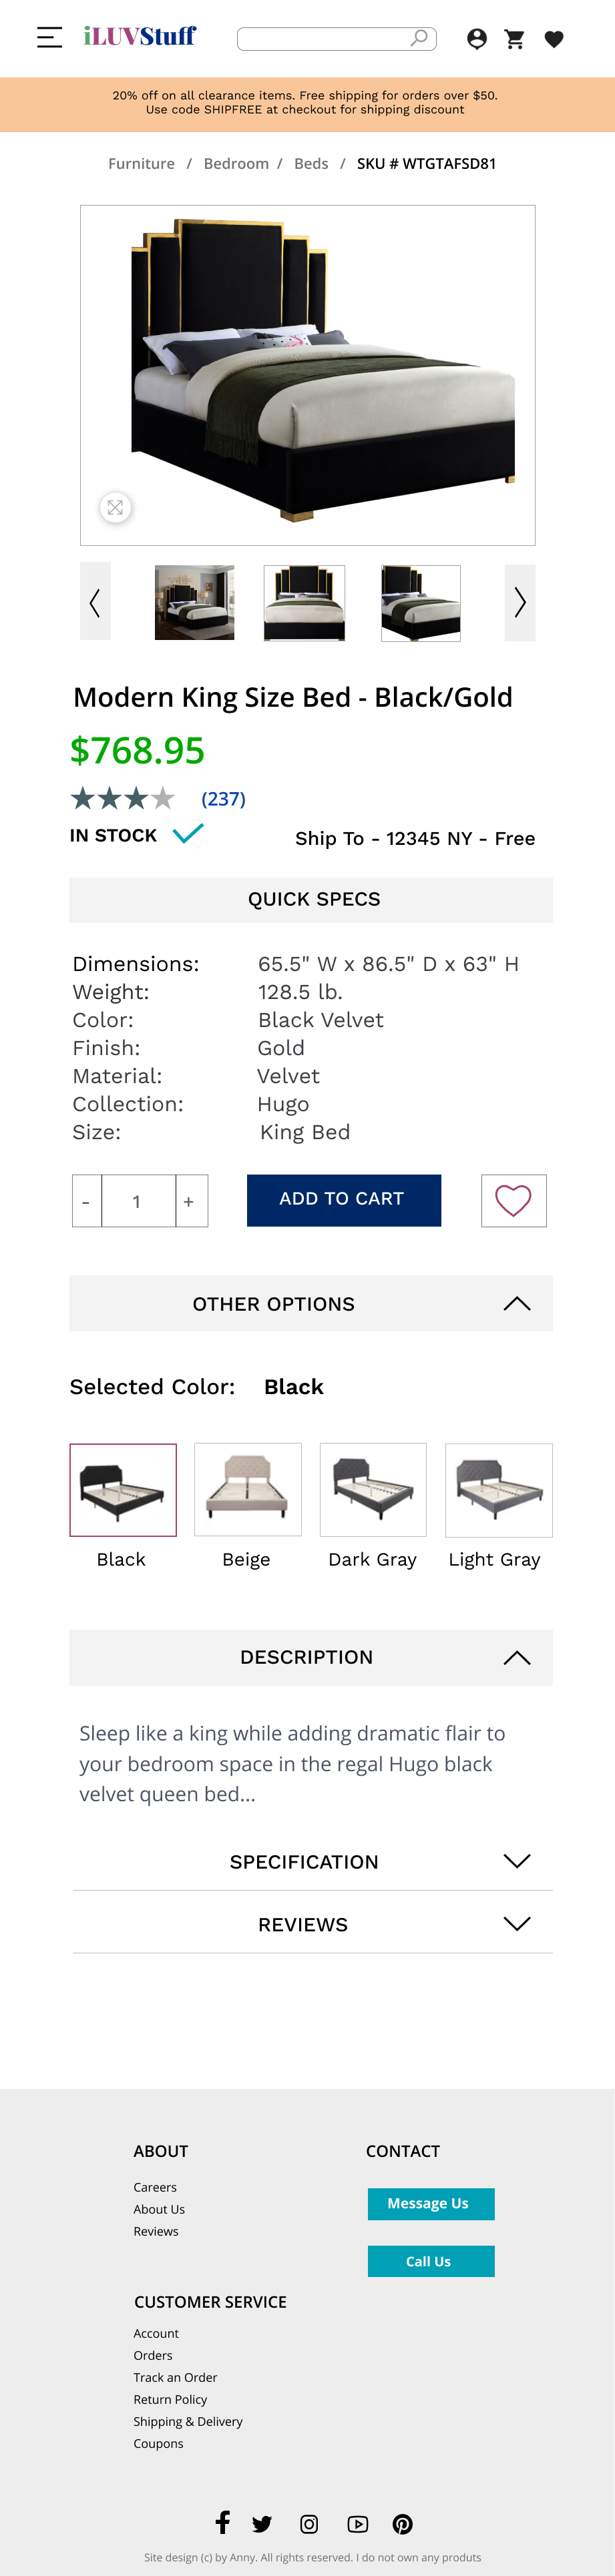 iLUVStuff
20% off on all clearance items. Free shipping for orders over $50.
Use code SHIPFREE at checkout for shipping discount
Furniture / Bedroom / Beds / SKU # WTGTAFSD81
Modern King Size Bed - Black/Gold
$768.95
(237)
IN STOCK
Ship To - 12345 NY - Free
QUICK SPECS
Dimensions: 65.5" W x 86.5" D x 63" H
Weight: 128.5 lb.
Color: Black Velvet
Finish: Gold
Material: Velvet
Collection: Hugo
Size: King Bed
- 1 + ADD TO CART
OTHER OPTIONS
Selected Color: Black
Black Beige Dark Gray Light Gray
DESCRIPTION
Sleep like a king while adding dramatic flair to
your bedroom space in the regal Hugo black
velvet queen bed...
SPECIFICATION
REVIEWS
ABOUT
Careers
About Us
Reviews
CONTACT
Message Us
Call Us
CUSTOMER SERVICE
Account
Orders
Track an Order
Return Policy
Shipping & Delivery
Coupons
Site design (c) by Anny. All rights reserved. I do not own any produts